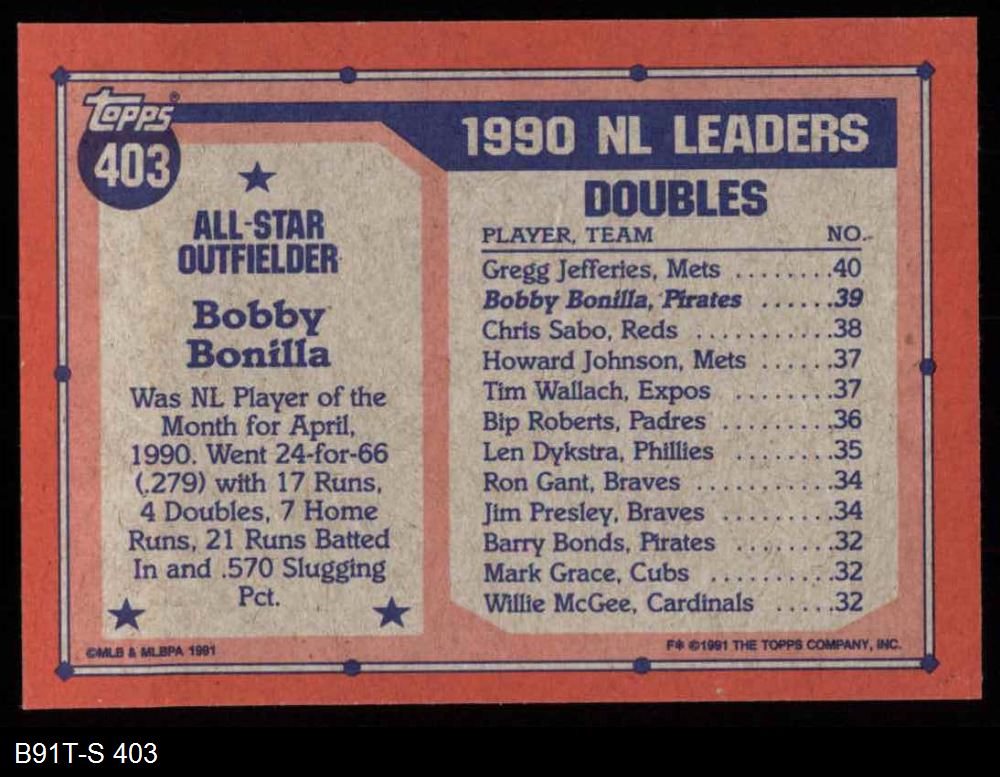 TOPPS®
403
ALL-STAR
OUTFIELDER
Bobby
Bonilla
Was NL Player of the
Month for April,
1990. Went 24-for-66
(.279) with 17 Runs,
4 Doubles, 7 Home
Runs, 21 Runs Batted
In and .570 Slugging
Pct.
©MLB & MLBPA 1991
1990 NL LEADERS
DOUBLES
PLAYER, TEAM NO.
Gregg Jefferies, Mets ........40
Bobby Bonilla, Pirates ......39
Chris Sabo, Reds ...........38
Howard Johnson, Mets ......37
Tim Wallach, Expos ........37
Bip Roberts, Padres ........36
Len Dykstra, Phillies ........35
Ron Gant, Braves ...........34
Jim Presley, Braves .........34
Barry Bonds, Pirates ........32
Mark Grace, Cubs ..........32
Willie McGee, Cardinals .....32
F* ©1991 THE TOPPS COMPANY, INC.
B91T-S 403